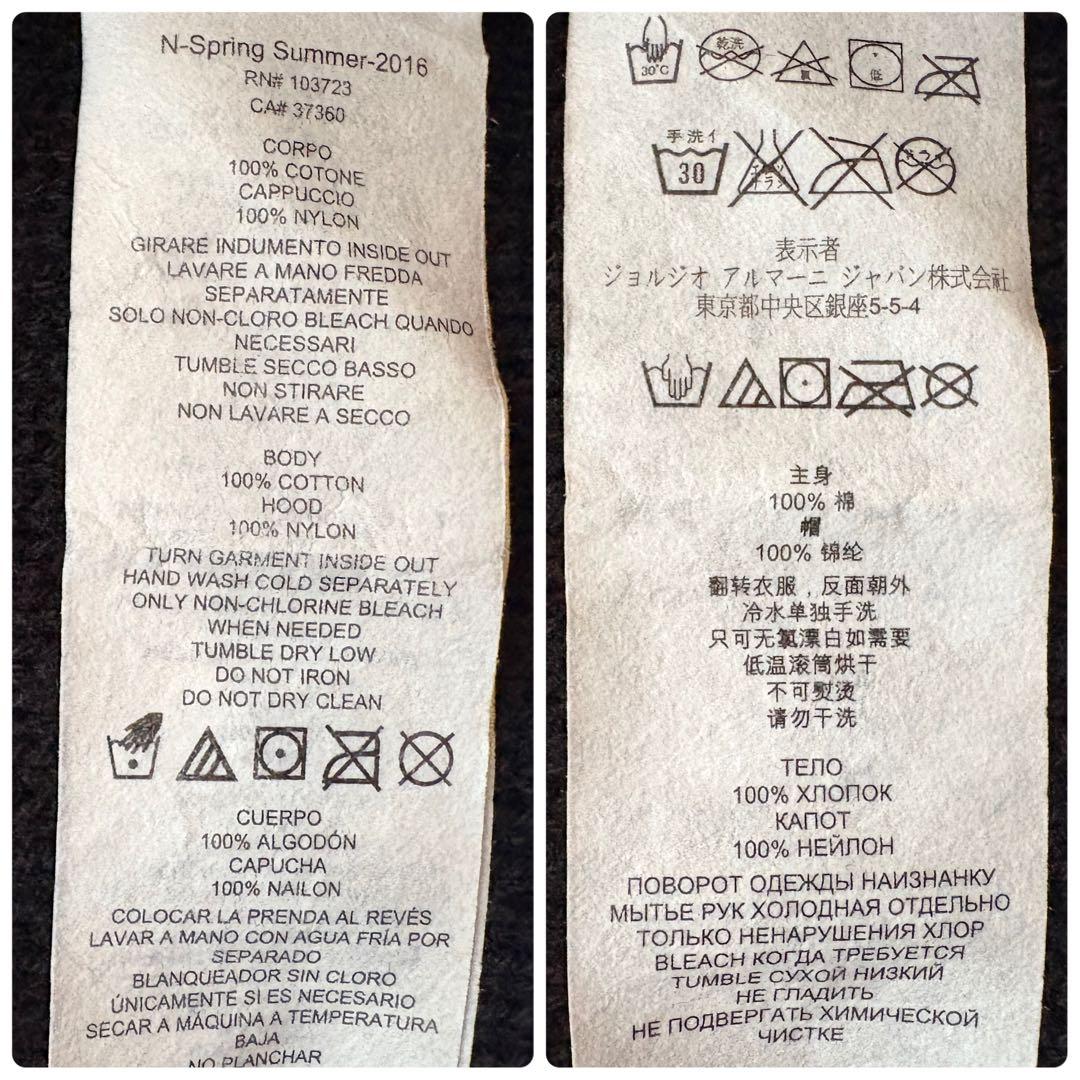 N-Spring Summer-2016
RN# 103723
CA# 37360
CORPO
100% COTONE
CAPPUCCIO
100% NYLON
GIRARE INDUMENTO INSIDE OUT
LAVARE A MANO FREDDA
SEPARATAMENTE
SOLO NON-CLORO BLEACH QUANDO
NECESSARI
TUMBLE SECCO BASSO
NON STIRARE
NON LAVARE A SECCO
BODY
100% COTTON
HOOD
100% NYLON
TURN GARMENT INSIDE OUT
HAND WASH COLD SEPARATELY
ONLY NON-CHLORINE BLEACH
WHEN NEEDED
TUMBLE DRY LOW
DO NOT IRON
DO NOT DRY CLEAN
CUERPO
100% ALGODÓN
CAPUCHA
100% NAILON
COLOCAR LA PRENDA AL REVÉS
LAVAR A MANO CON AGUA FRÍA POR
SEPARADO
BLANQUEADOR SIN CLORO
ÚNICAMENTE SI ES NECESARIO
SECAR A MÁQUINA A TEMPERATURA
BAJA
NO PLANCHAR
30°C 乾洗 氯 低
手洗イ
30
表示者
ジョルジオ アルマーニ ジャパン株式会社
東京都中央区銀座5-5-4
主身
100% 棉
帽
100% 锦纶
翻转衣服，反面朝外
冷水单独手洗
只可无氯漂白如需要
低温滚筒烘干
不可熨烫
请勿干洗
ТЕЛО
100% ХЛОПОК
КАПОТ
100% НЕЙЛОН
ПОВОРОТ ОДЕЖДЫ НАИЗНАНКУ
МЫТЬЕ РУК ХОЛОДНАЯ ОТДЕЛЬНО
ТОЛЬКО НЕНАРУШЕНИЯ ХЛОР
BLEACH КОГДА ТРЕБУЕТСЯ
TUMBLE СУХОЙ НИЗКИЙ
НЕ ГЛАДИТЬ
НЕ ПОДВЕРГАТЬ ХИМИЧЕСКОЙ
ЧИСТКЕ